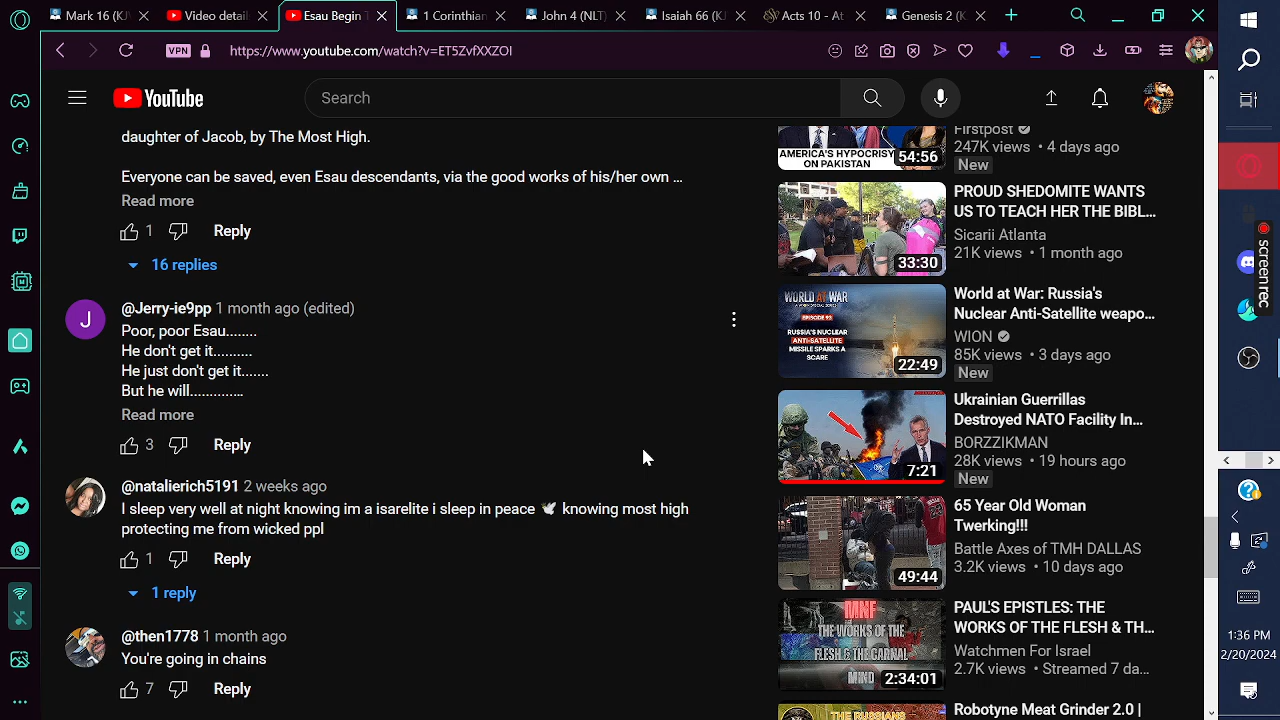 Mark 16 (KJV
Video detai
Esau Begin T
1 Corinthian
John 4 (NLT)
Isaiah 66 (KJ
Acts 10 - At
Genesis 2 (K
VPN
https://www.youtube.com/watch?v=ET5ZvfXXZOI
YouTube
Search
daughter of Jacob, by The Most High.
Everyone can be saved, even Esau descendants, via the good works of his/her own ...
Read more
1
Reply
16 replies
J
@Jerry-ie9pp 1 month ago (edited)
Poor, poor Esau........
He don't get it..........
He just don't get it.......
But he will.............
Read more
3
Reply
@natalierich5191 2 weeks ago
I sleep very well at night knowing im a isarelite i sleep in peace 🕊️ knowing most high
protecting me from wicked ppl
1
Reply
1 reply
@then1778 1 month ago
You're going in chains
7
Reply
AMERICA'S HYPOCRISY
ON PAKISTAN
54:56
Firstpost
247K views • 4 days ago
New
33:30
PROUD SHEDOMITE WANTS
US TO TEACH HER THE BIBL...
Sicarii Atlanta
21K views • 1 month ago
WORLD AT WAR
EPISODE 93
RUSSIA'S NUCLEAR
ANTI-SATELLITE
MISSILE SPARKS A
SCARE
22:49
World at War: Russia's
Nuclear Anti-Satellite weapo...
WION
85K views • 3 days ago
New
7:21
Ukrainian Guerrillas
Destroyed NATO Facility In...
BORZZIKMAN
28K views • 19 hours ago
New
49:44
65 Year Old Woman
Twerking!!!
Battle Axes of TMH DALLAS
3.2K views • 10 days ago
MNF
THE WORKS OF THE
FLESH & THE CARNAL
MIND
2:34:01
PAUL'S EPISTLES: THE
WORKS OF THE FLESH & TH...
Watchmen For Israel
2.7K views • Streamed 7 da...
THE RUSSIANS
Robotyne Meat Grinder 2.0 |
screenrec
1:36 PM
2/20/2024